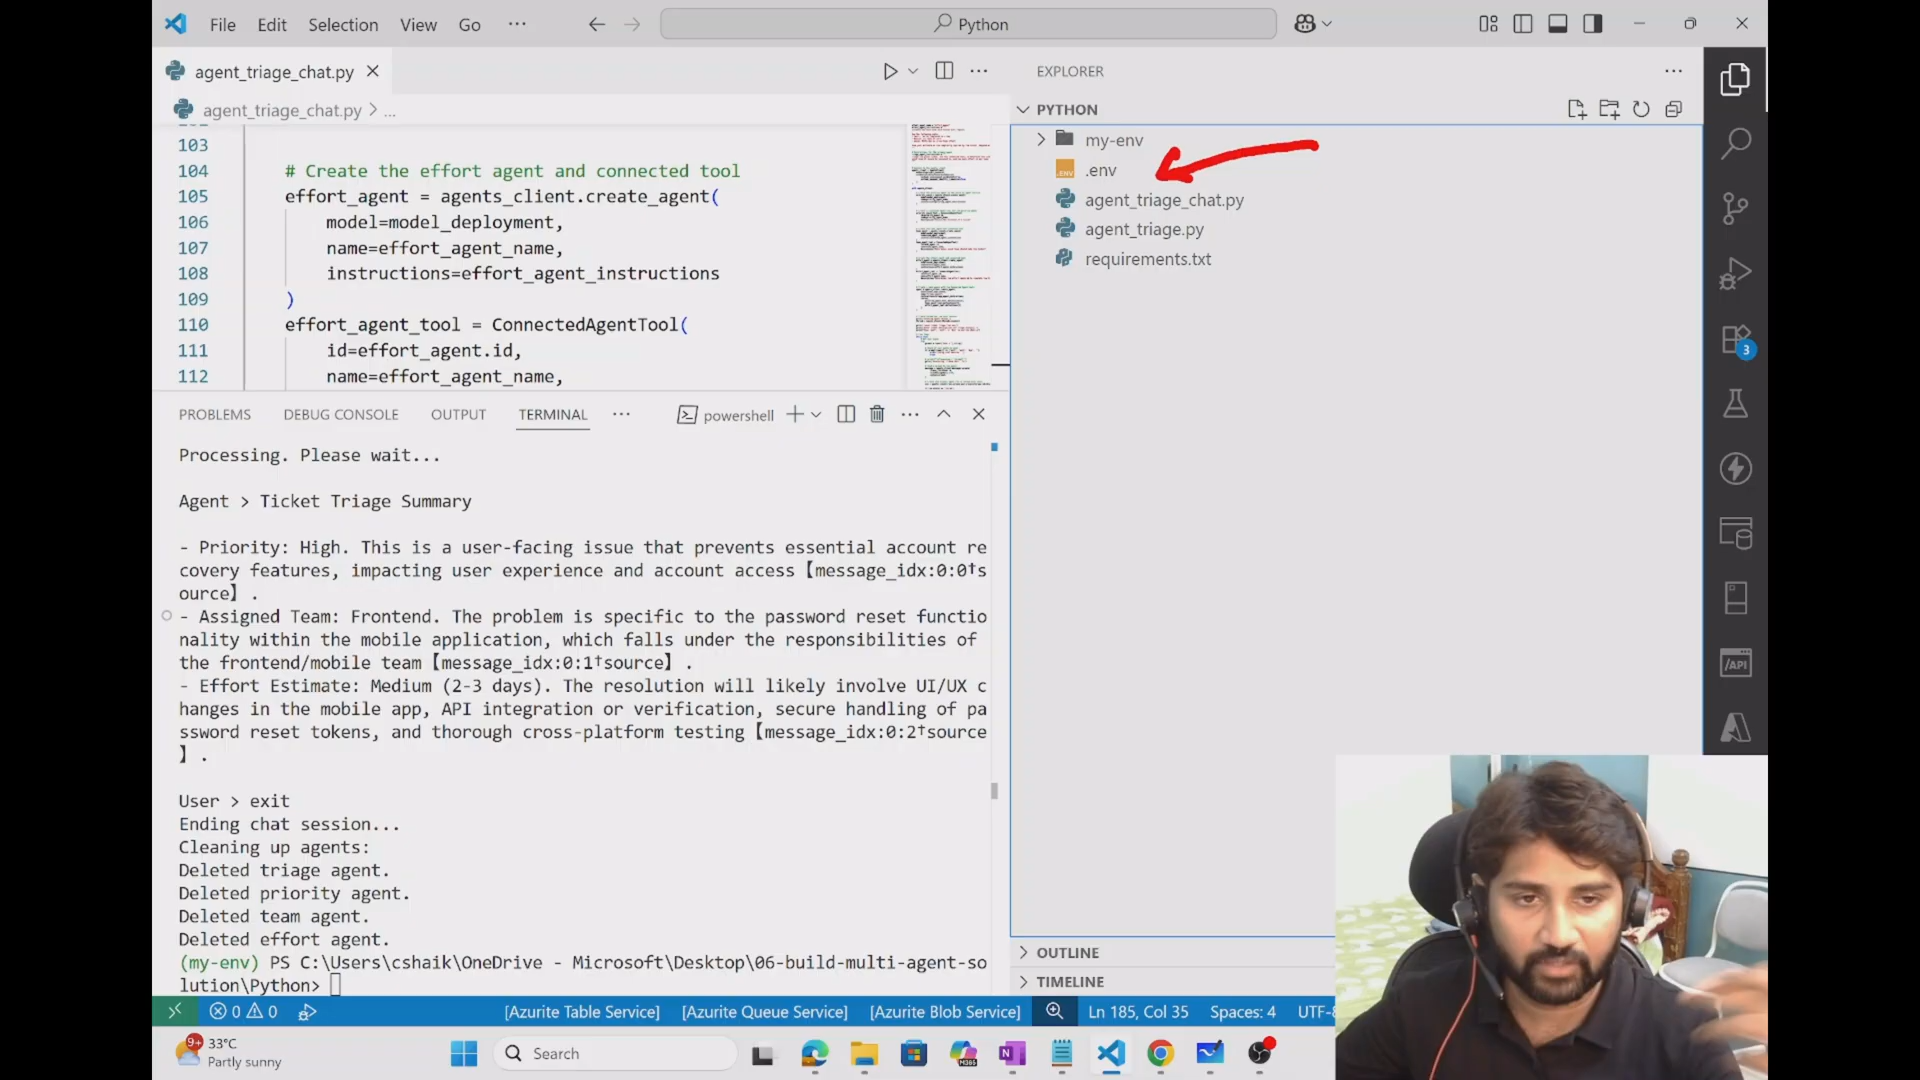 File Edit Selection View Go ··· Python
agent_triage_chat.py
agent_triage_chat.py > ...
103
104 # Create the effort agent and connected tool
105 effort_agent = agents_client.create_agent(
106 model=model_deployment,
107 name=effort_agent_name,
108 instructions=effort_agent_instructions
109 )
110 effort_agent_tool = ConnectedAgentTool(
111 id=effort_agent.id,
112 name=effort_agent_name,
EXPLORER
PYTHON
my-env
.env
agent_triage_chat.py
agent_triage.py
requirements.txt
OUTLINE
TIMELINE
3
/API
PROBLEMS DEBUG CONSOLE OUTPUT TERMINAL ··· powershell
Processing. Please wait...
Agent > Ticket Triage Summary
- Priority: High. This is a user-facing issue that prevents essential account re
covery features, impacting user experience and account access【message_idx:0:0†s
ource】.
- Assigned Team: Frontend. The problem is specific to the password reset functio
nality within the mobile application, which falls under the responsibilities of
the frontend/mobile team【message_idx:0:1†source】.
- Effort Estimate: Medium (2-3 days). The resolution will likely involve UI/UX c
hanges in the mobile app, API integration or verification, secure handling of pa
ssword reset tokens, and thorough cross-platform testing【message_idx:0:2†source
】.
User > exit
Ending chat session...
Cleaning up agents:
Deleted triage agent.
Deleted priority agent.
Deleted team agent.
Deleted effort agent.
(my-env) PS C:\Users\cshaik\OneDrive - Microsoft\Desktop\06-build-multi-agent-so
lution\Python>
0 0 [Azurite Table Service] [Azurite Queue Service] [Azurite Blob Service] Ln 185, Col 35 Spaces: 4 UTF-8
9+ 33°C
Partly sunny
Search
M365